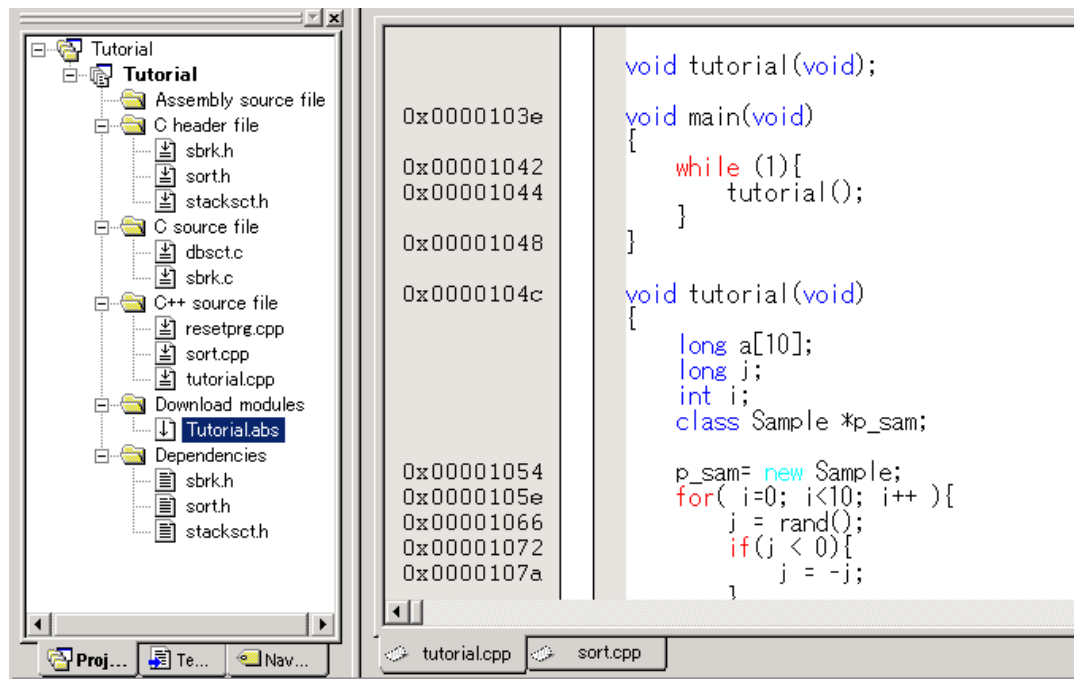 Tutorial
Tutorial
Assembly source file
C header file
sbrk.h
sort.h
stacksct.h
C source file
dbsct.c
sbrk.c
C++ source file
resetprg.cpp
sort.cpp
tutorial.cpp
Download modules
Tutorial.abs
Dependencies
sbrk.h
sort.h
stacksct.h
Proj...
Te...
Nav...
void tutorial(void);
0x0000103e void main(void)
{
0x00001042 while (1){
0x00001044 tutorial();
}
0x00001048 }
0x0000104c void tutorial(void)
{
long a[10];
long j;
int i;
class Sample *p_sam;
0x00001054 p_sam= new Sample;
0x0000105e for( i=0; i<10; i++ ){
0x00001066 j = rand();
0x00001072 if(j < 0){
0x0000107a j = -j;
}
tutorial.cpp
sort.cpp